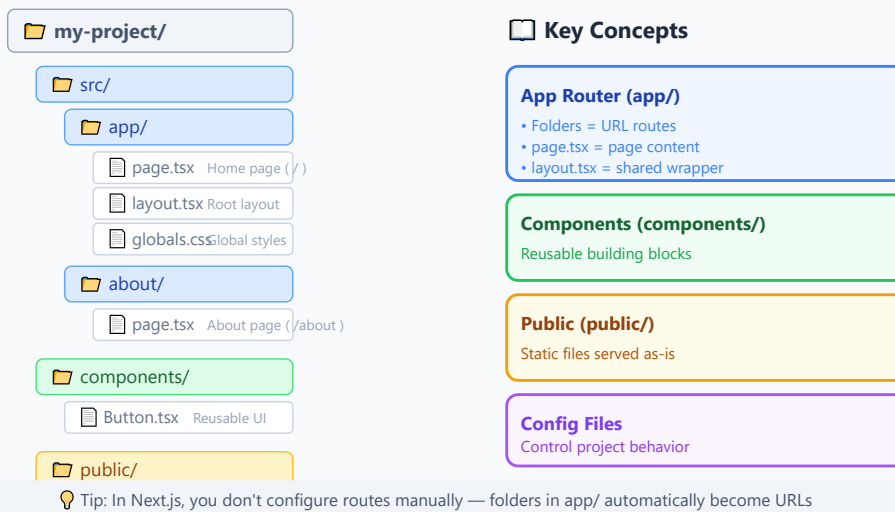 my-project/
src/
app/
page.tsx Home page ( / )
layout.tsx Root layout
globals.css Global styles
about/
page.tsx About page ( /about )
components/
Button.tsx Reusable UI
public/
Key Concepts
App Router (app/)
• Folders = URL routes
• page.tsx = page content
• layout.tsx = shared wrapper
Components (components/)
Reusable building blocks
Public (public/)
Static files served as-is
Config Files
Control project behavior
Tip: In Next.js, you don't configure routes manually — folders in app/ automatically become URLs